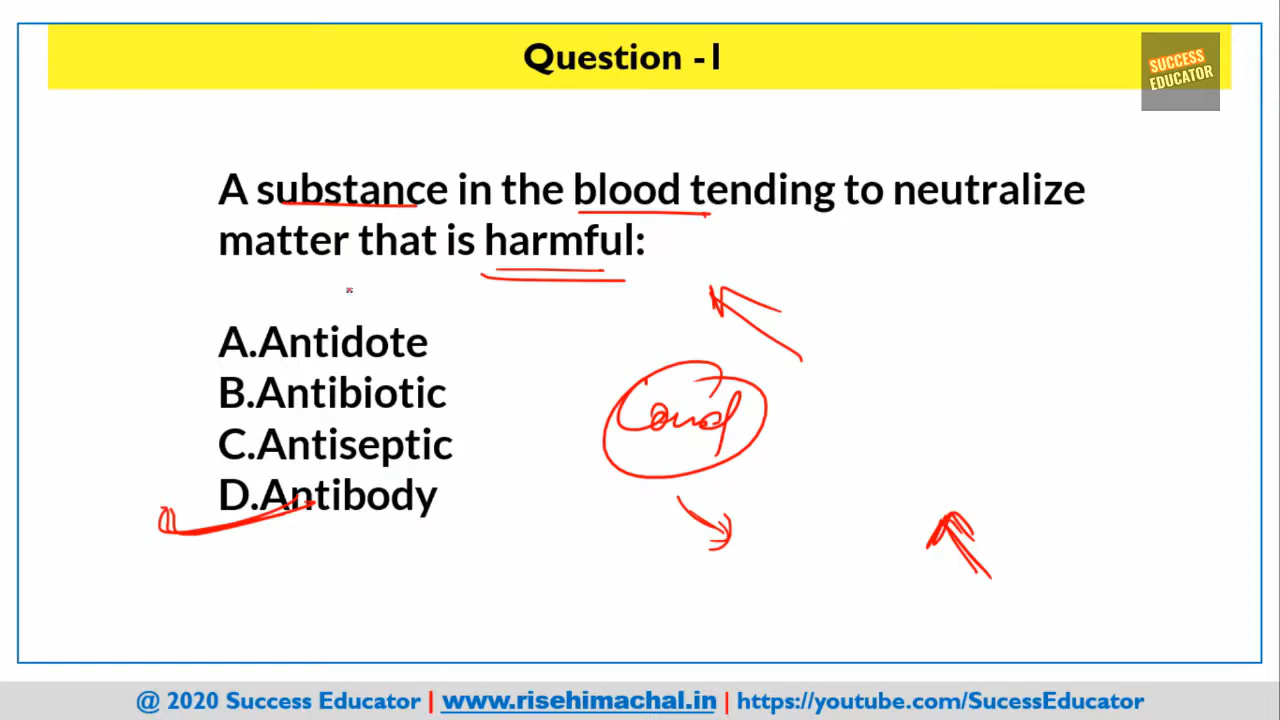 Question -1
SUCCESS
EDUCATOR
A substance in the blood tending to neutralize
matter that is harmful:
A.Antidote
B.Antibiotic
C.Antiseptic
D.Antibody
@ 2020 Success Educator | www.risehimachal.in | https://youtube.com/SucessEducator